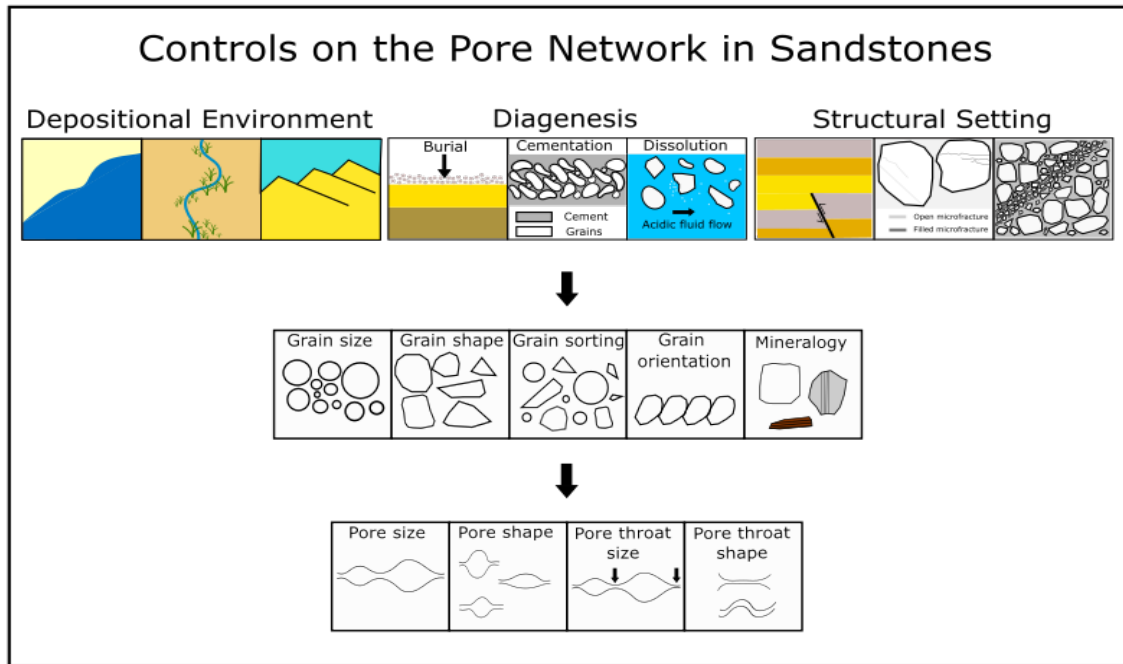 Controls on the Pore Network in Sandstones
Depositional Environment
Diagenesis
Structural Setting
Burial
Cementation
Dissolution
Cement
Grains
Acidic fluid flow
Open microfracture
Filled microfracture
Grain size
Grain shape
Grain sorting
Grain
orientation
Mineralogy
Pore size
Pore shape
Pore throat
size
Pore throat
shape